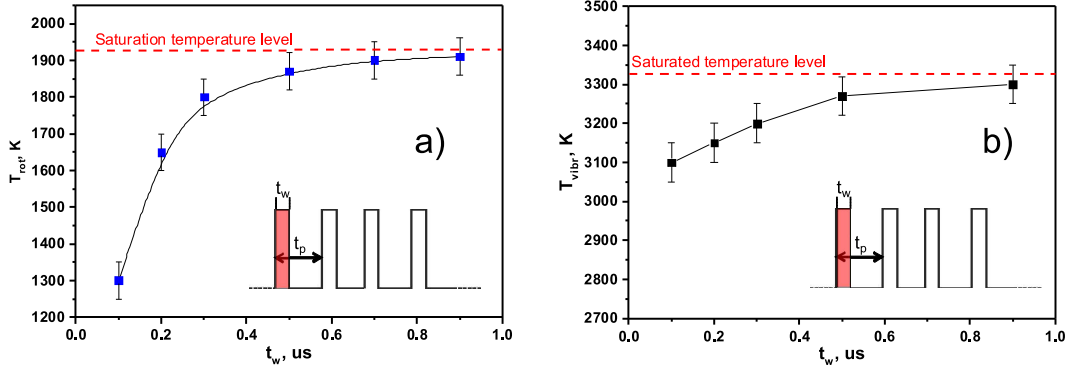 2000
1900
1800
1700
1600
1500
1400
1300
1200
T_rot, K
Saturation temperature level
a)
t_w
t_p
0.0 0.2 0.4 0.6 0.8 1.0
t_w, us
3500
3400
3300
3200
3100
3000
2900
2800
2700
T_vibr, K
Saturated temperature level
b)
t_w
t_p
0.0 0.2 0.4 0.6 0.8 1.0
t_w, us